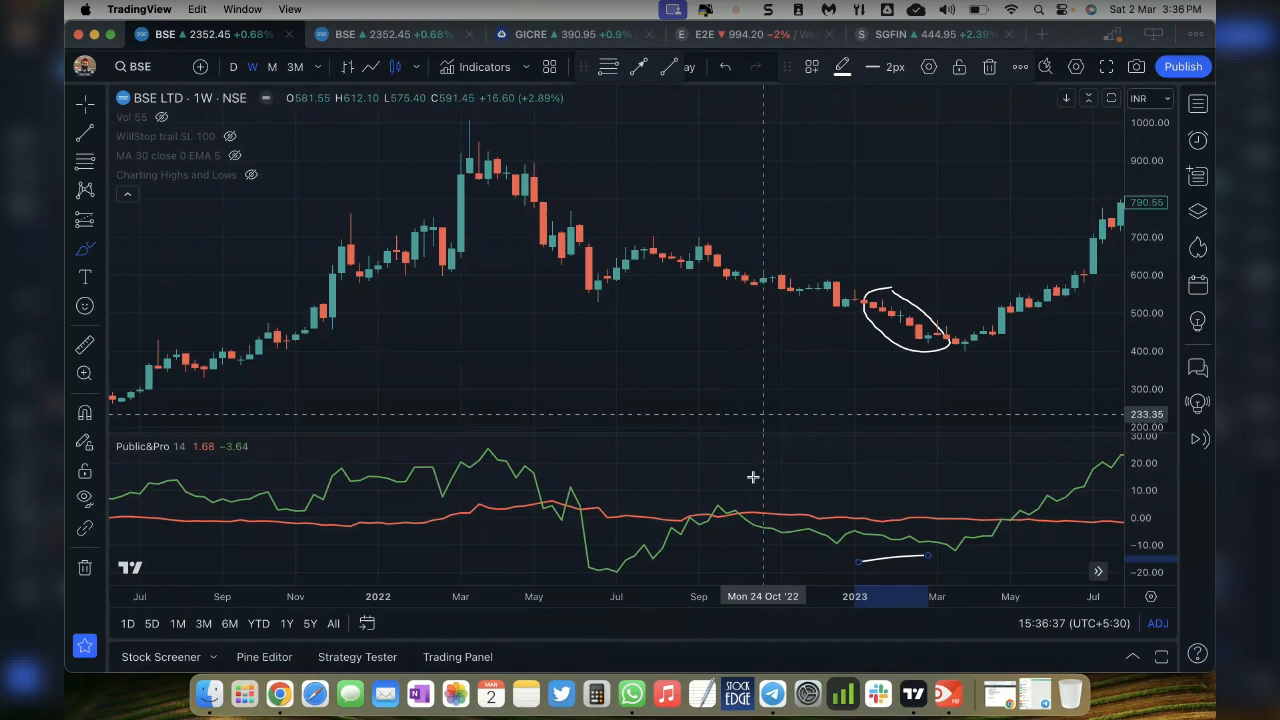 TradingView Edit Window View Sat 2 Mar 3:36 PM
BSE 2352.45 +0.68% BSE 2352.45 +0.68% GICRE 390.95 +0.9% E2E 994.20 −2% / We SGFIN 444.95 +2.39%
BSE D W M 3M Indicators ay 2px Publish
BSE LTD · 1W · NSE O581.55 H612.10 L575.40 C591.45 +16.60 (+2.89%) INR
Vol 55
WillStop trail SL 100
MA 30 close 0 EMA 5
Charting Highs and Lows
1000.00
900.00
790.55
700.00
600.00
500.00
400.00
300.00
233.35
200.00
Public&Pro 14 1.68 −3.64
30.00
20.00
10.00
0.00
−10.00
−20.00
Jul Sep Nov 2022 Mar May Jul Sep Mon 24 Oct '22 2023 Mar May Jul
1D 5D 1M 3M 6M YTD 1Y 5Y All 15:36:37 (UTC+5:30) ADJ
Stock Screener Pine Editor Strategy Tester Trading Panel
MAR
2
STOCK
EDGE